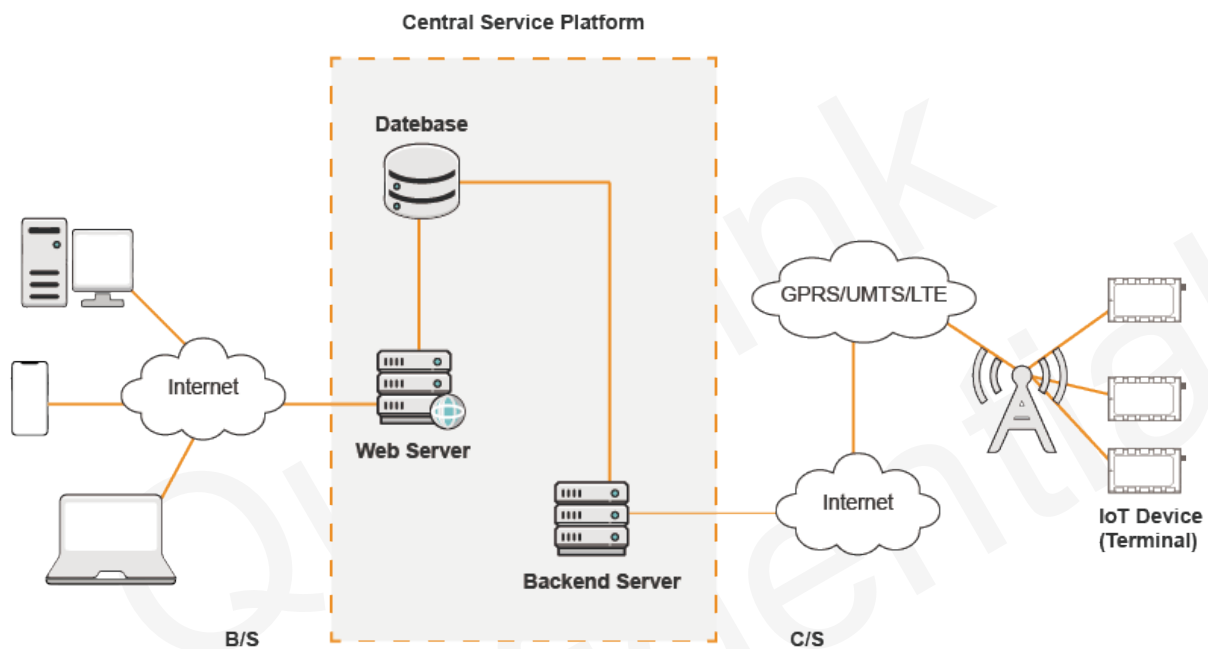 Central Service Platform
Datebase
GPRS/UMTS/LTE
Internet
Web Server
Internet
IoT Device
(Terminal)
Backend Server
B/S
C/S